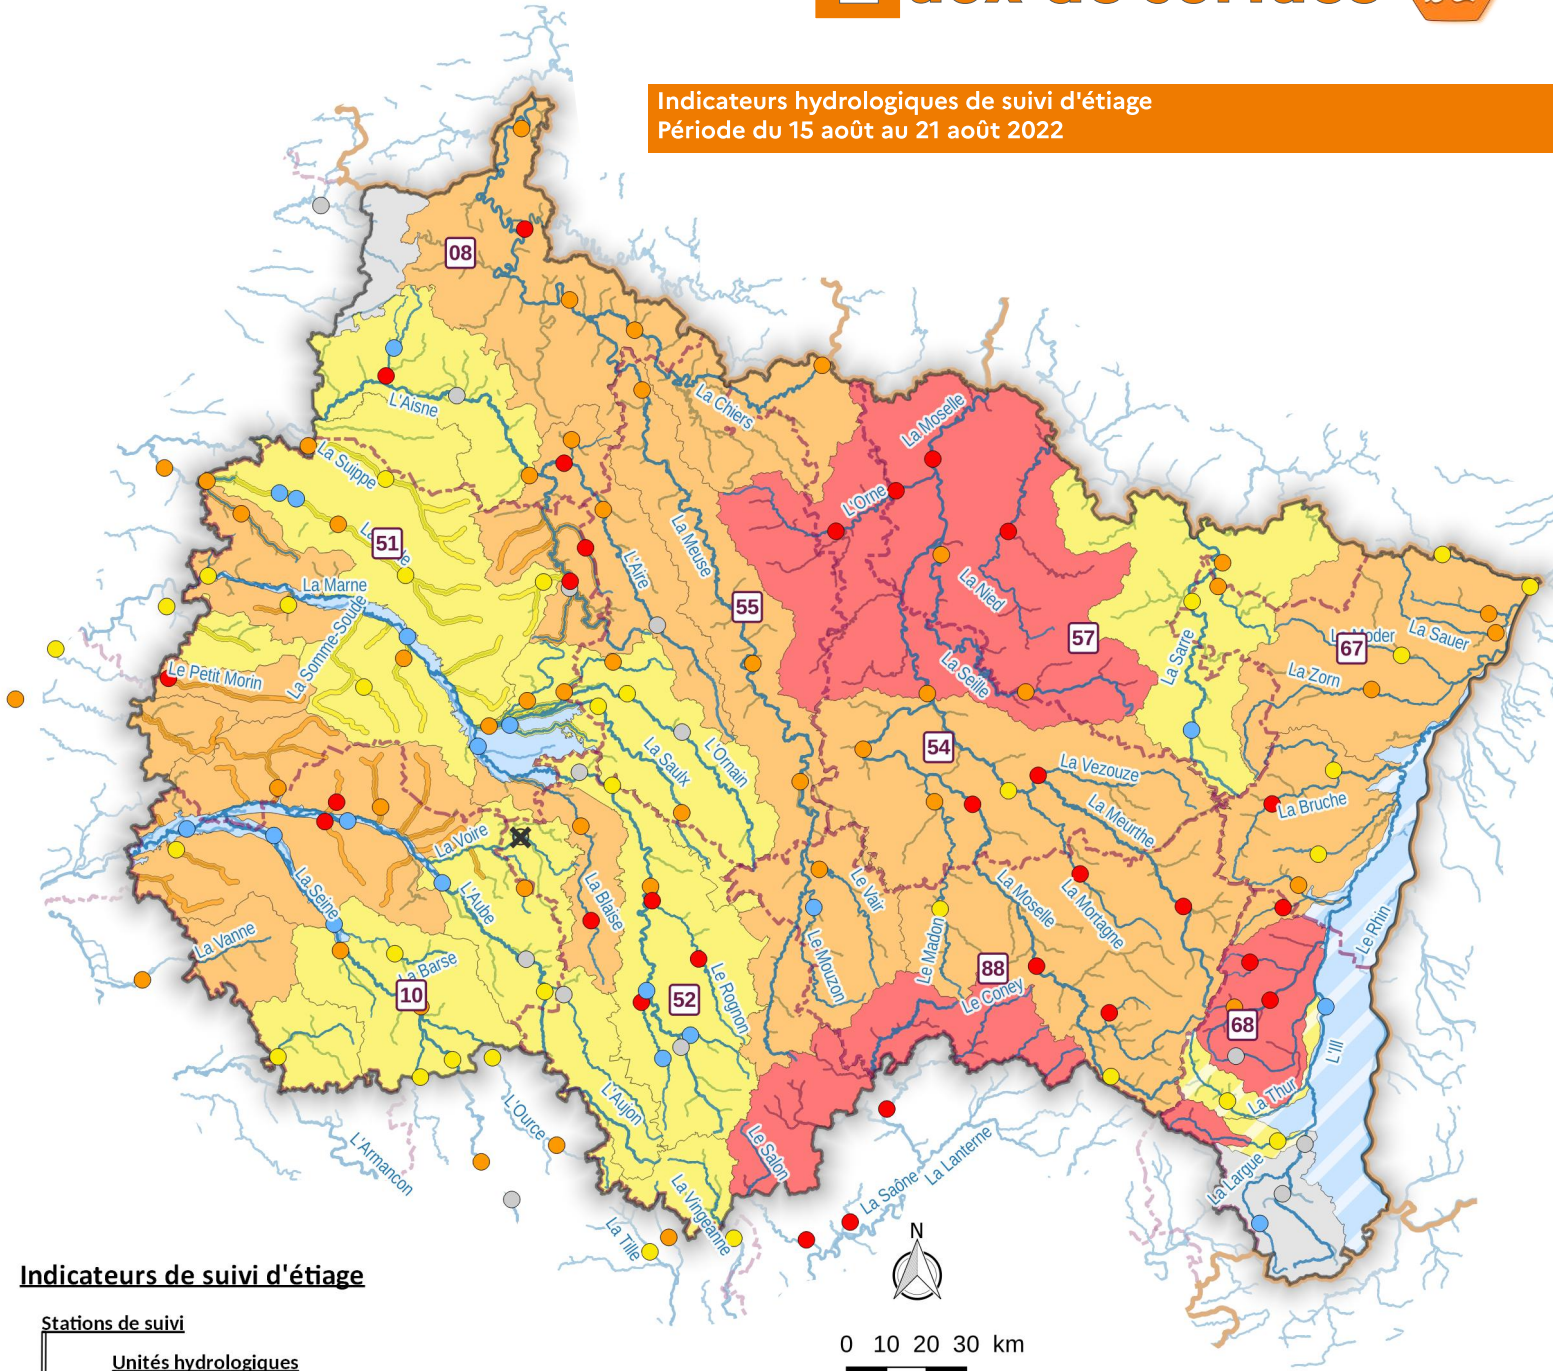 Indicateurs hydrologiques de suivi d'étiage
Période du 15 août au 21 août 2022
08
La Chiers
La Moselle
L'Aisne
La Suippe
L'Orne
51
La Meuse
L'Aire
La Marne
La Nied
55
La Somme-Soude
57
La Sauer
67
La Sarre
La Zorn
Le Petit Morin
La Seille
54
L'Ornain
La Saulx
La Vezouze
La Bruche
La Meurthe
La Voire
La Seine
L'Aube
La Blaise
Le Vair
La Moselle
La Mortagne
La Vanne
Le Madon
Le Rhin
La Barse
Le Mouzon
88
10
52
Le Rognon
Le Coney
68
L'Ill
L'Aujon
La Thur
L'Ource
Le Salon
L'Armançon
La Lanterne
La Largue
La Saône
La Vingeanne
La Tille
N
Indicateurs de suivi d'étiage
Stations de suivi
0 10 20 30 km
Unités hydrologiques